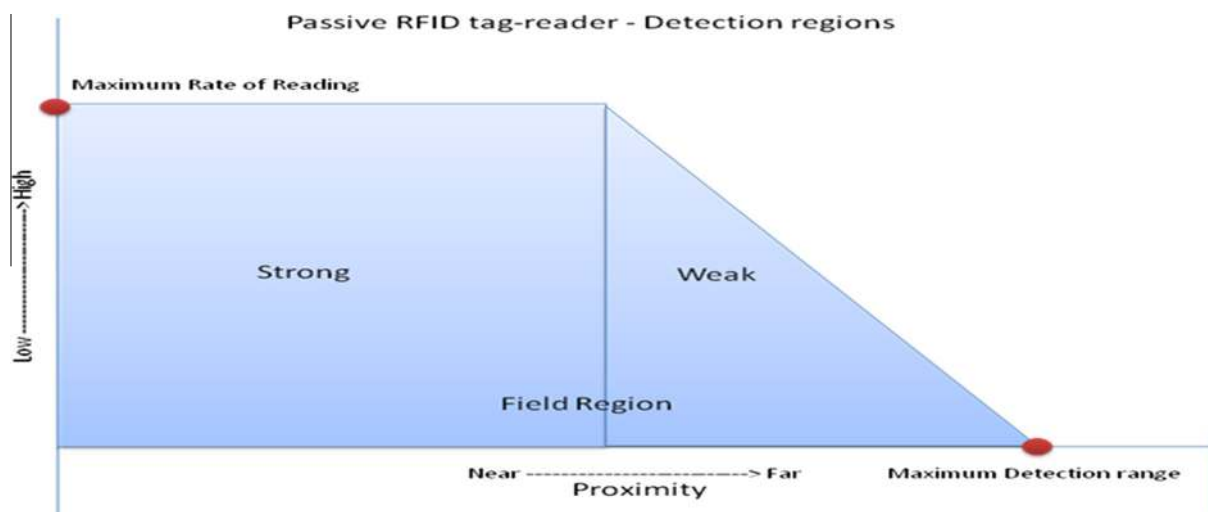 Passive RFID tag-reader - Detection regions
Maximum Rate of Reading
Low ---------------------->High
Strong
Weak
Field Region
Near --------------------------> Far
Maximum Detection range
Proximity